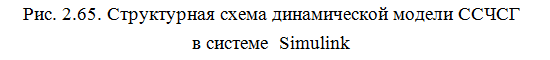 Рис. 2.65. Структурная схема динамической модели ССЧСГ
в системе Simulink